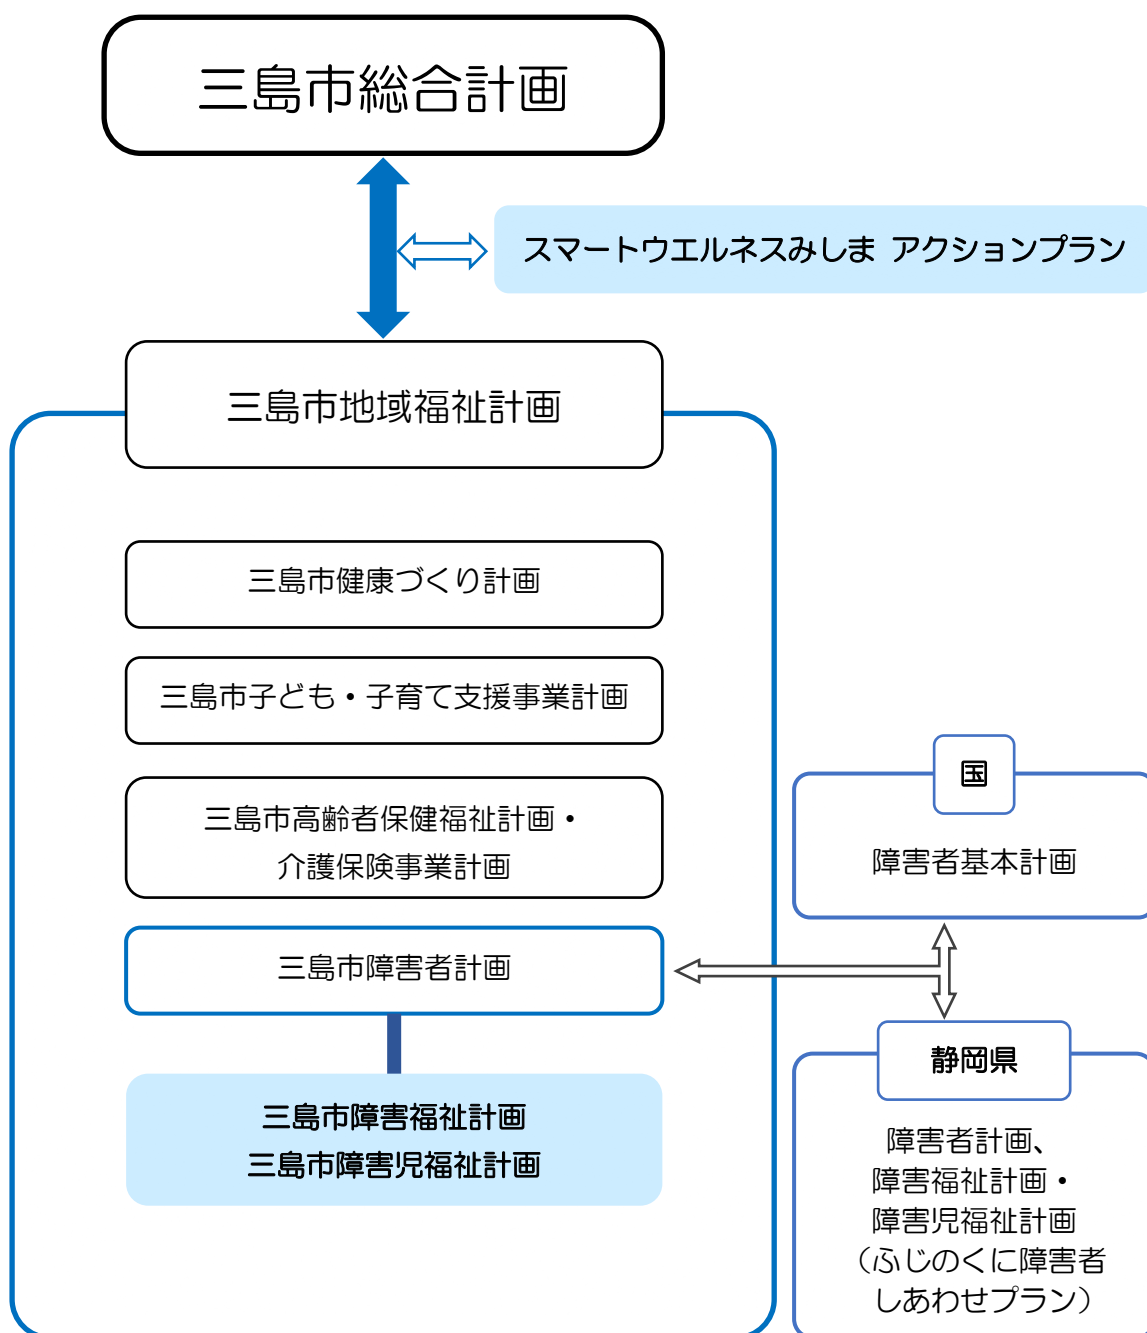 三島市総合計画
スマートウエルネスみしま アクションプラン
三島市地域福祉計画
三島市健康づくり計画
三島市子ども・子育て支援事業計画
三島市高齢者保健福祉計画・
介護保険事業計画
三島市障害者計画
三島市障害福祉計画
三島市障害児福祉計画
国
障害者基本計画
静岡県
障害者計画、
障害福祉計画・
障害児福祉計画
（ふじのくに障害者
しあわせプラン）